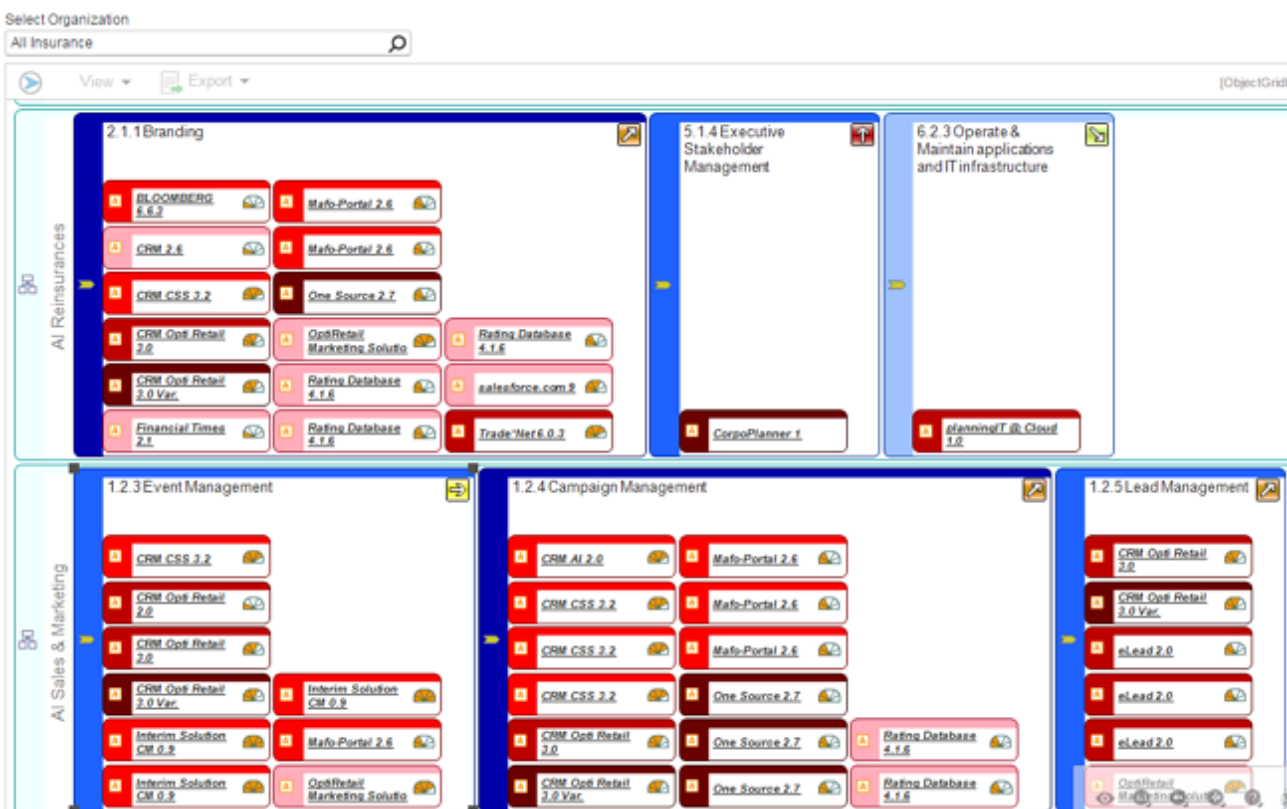 Select Organization
All Insurance
View
Export
[ObjectGrid
AI Reinsurances
2.1.1 Branding
BLOOMBERG
6.6.2
Mafo-Portal 2.6
CRM 2.6
Mafo-Portal 2.6
CRM CSS 3.2
One Source 2.7
CRM Opti Retail
3.0
OptiRetail
Marketing Solutio
Rating Database
4.1.6
CRM Opti Retail
3.0 Var.
Rating Database
4.1.6
salesforce.com 9
Financial Times
2.1
Rating Database
4.1.6
Trade*Net 6.0.3
5.1.4 Executive
Stakeholder
Management
CorpoPlanner 1
6.2.3 Operate &
Maintain applications
and IT infrastructure
planningIT @ Cloud
1.0
AI Sales & Marketing
1.2.3 Event Management
CRM CSS 3.2
CRM Opti Retail
2.0
CRM Opti Retail
3.0
CRM Opti Retail
3.0 Var.
Interim Solution
CM 0.9
Interim Solution
CM 0.9
Mafo-Portal 2.6
Interim Solution
CM 0.9
OptiRetail
Marketing Solutio
1.2.4 Campaign Management
CRM AI 2.0
Mafo-Portal 2.6
CRM CSS 3.2
Mafo-Portal 2.6
CRM CSS 3.2
Mafo-Portal 2.6
CRM CSS 3.2
One Source 2.7
CRM Opti Retail
3.0
One Source 2.7
Rating Database
4.1.6
CRM Opti Retail
3.0 Var.
One Source 2.7
Rating Database
4.1.6
1.2.5 Lead Management
CRM Opti Retail
3.0
CRM Opti Retail
3.0 Var.
eLead 2.0
eLead 2.0
eLead 2.0
OptiRetail